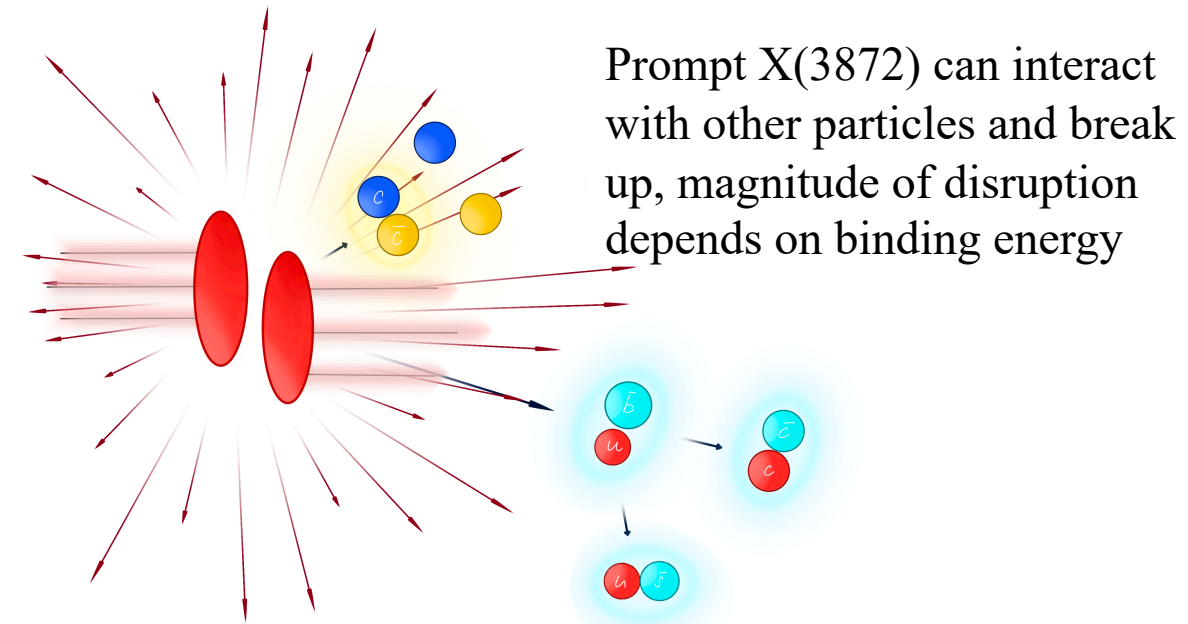 Prompt X(3872) can interact
with other particles and break
up, magnitude of disruption
depends on binding energy
c
c̄
b̄
u
c̄
c
u s̄